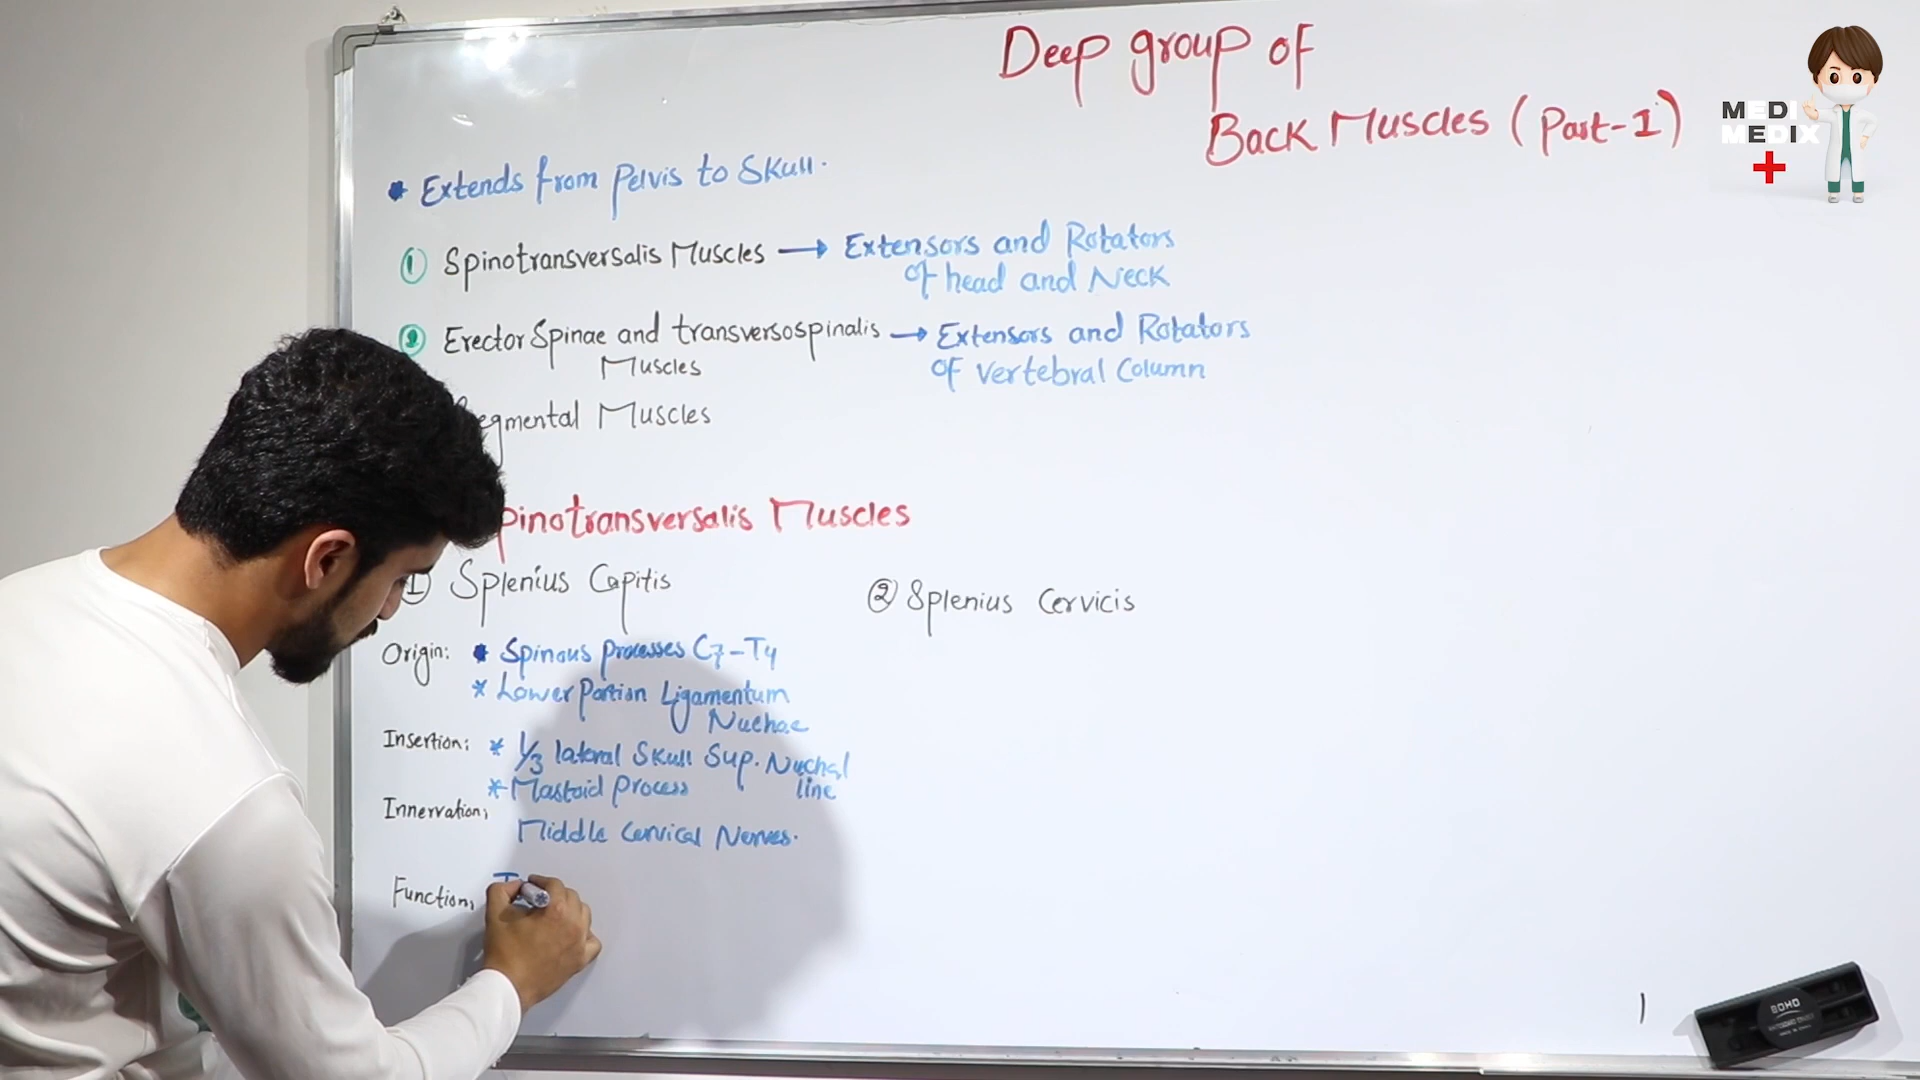 Deep group of
Back Muscles (Part-1)
MEDI
MEDIX
* Extends from Pelvis to Skull.
① Spinotransversalis Muscles → Extensors and Rotators
of head and Neck
② Erector Spinae and transversospinalis → Extensors and Rotators
Muscles of vertebral Column
egmental Muscles
pinotransversalis Muscles
① Splenius Capitis
② Splenius Cervicis
Origin: * Spinous processes C7-T4
* Lower Portion Ligamentum
Nuchae
Insertion: * 1/3 lateral Skull Sup. Nuchal
line
* Mastoid Process
Innervation:
Middle Cervical Nerves.
Function: